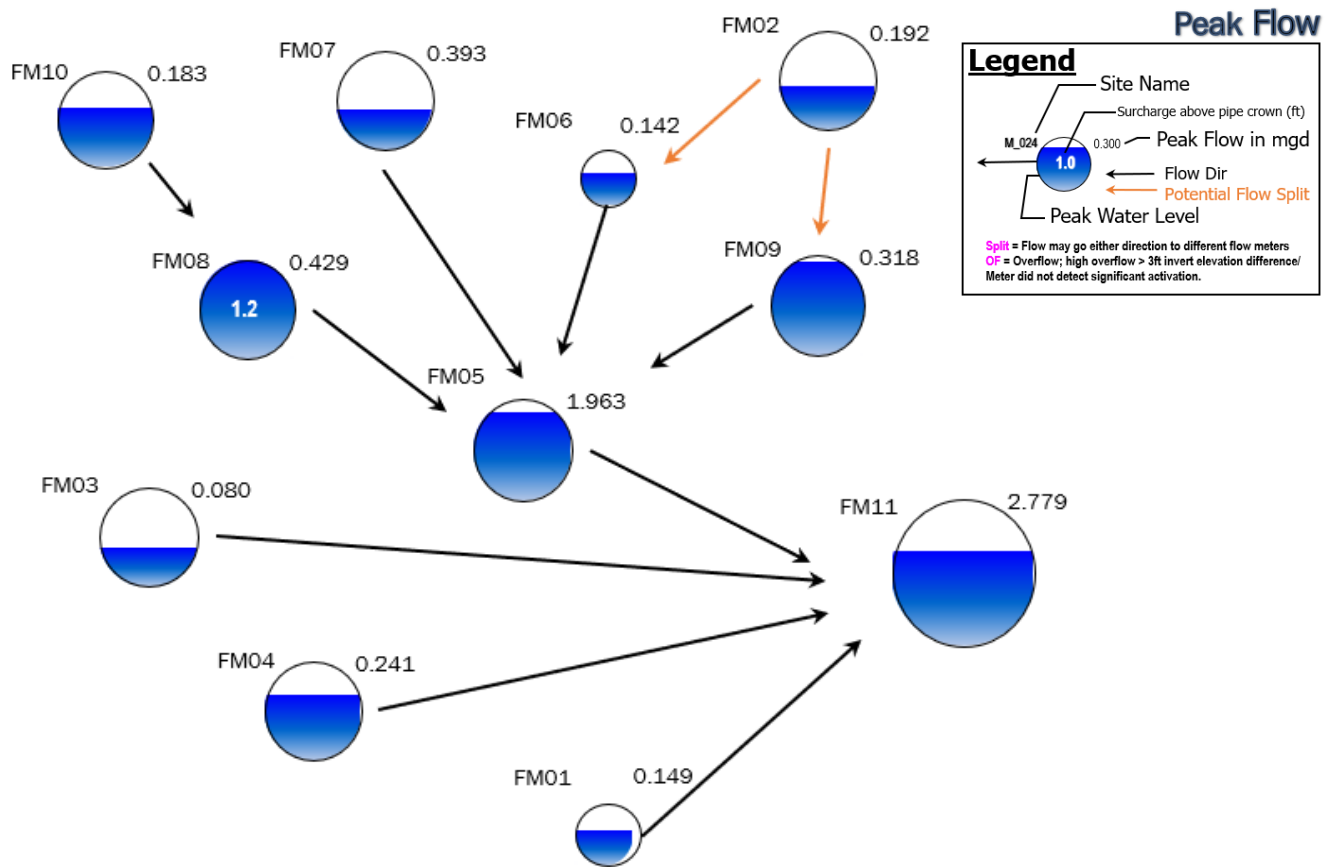 Peak Flow
FM02
0.192
FM07
0.393
FM10
0.183
FM06
0.142
Legend
Site Name
Surcharge above pipe crown (ft)
M_024
0.300
Peak Flow in mgd
1.0
Flow Dir
Potential Flow Split
Peak Water Level
Split = Flow may go either direction to different flow meters
OF = Overflow; high overflow > 3ft invert elevation difference/
Meter did not detect significant activation.
FM08
0.429
1.2
FM09
0.318
FM05
1.963
FM03
0.080
FM11
2.779
FM04
0.241
FM01
0.149